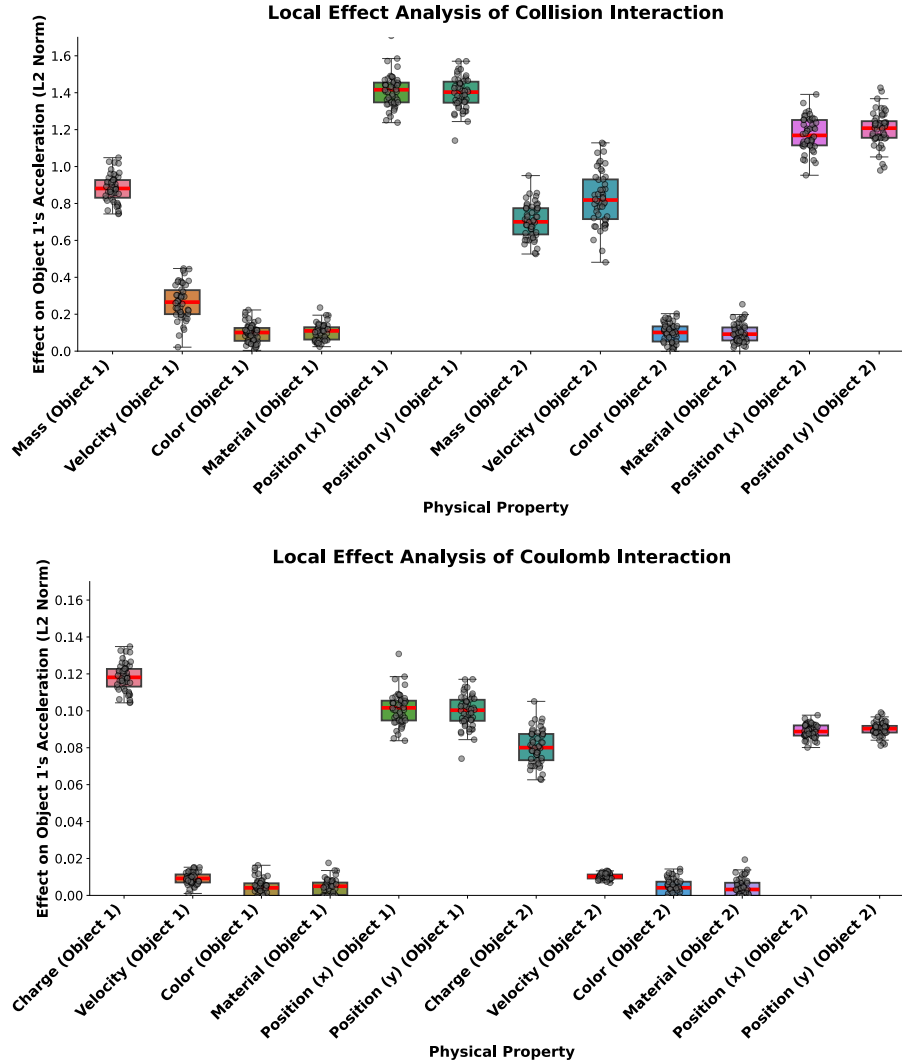 Local Effect Analysis of Collision Interaction
Effect on Object 1's Acceleration (L2 Norm)
1.6
1.4
1.2
1.0
0.8
0.6
0.4
0.2
0.0
Mass (Object 1)
Velocity (Object 1)
Color (Object 1)
Material (Object 1)
Position (x) (Object 1)
Position (y) (Object 1)
Mass (Object 2)
Velocity (Object 2)
Color (Object 2)
Material (Object 2)
Position (x) (Object 2)
Position (y) (Object 2)
Physical Property
Local Effect Analysis of Coulomb Interaction
Effect on Object 1's Acceleration (L2 Norm)
0.16
0.14
0.12
0.10
0.08
0.06
0.04
0.02
0.00
Charge (Object 1)
Velocity (Object 1)
Color (Object 1)
Material (Object 1)
Position (x) (Object 1)
Position (y) (Object 1)
Charge (Object 2)
Velocity (Object 2)
Color (Object 2)
Material (Object 2)
Position (x) (Object 2)
Position (y) (Object 2)
Physical Property